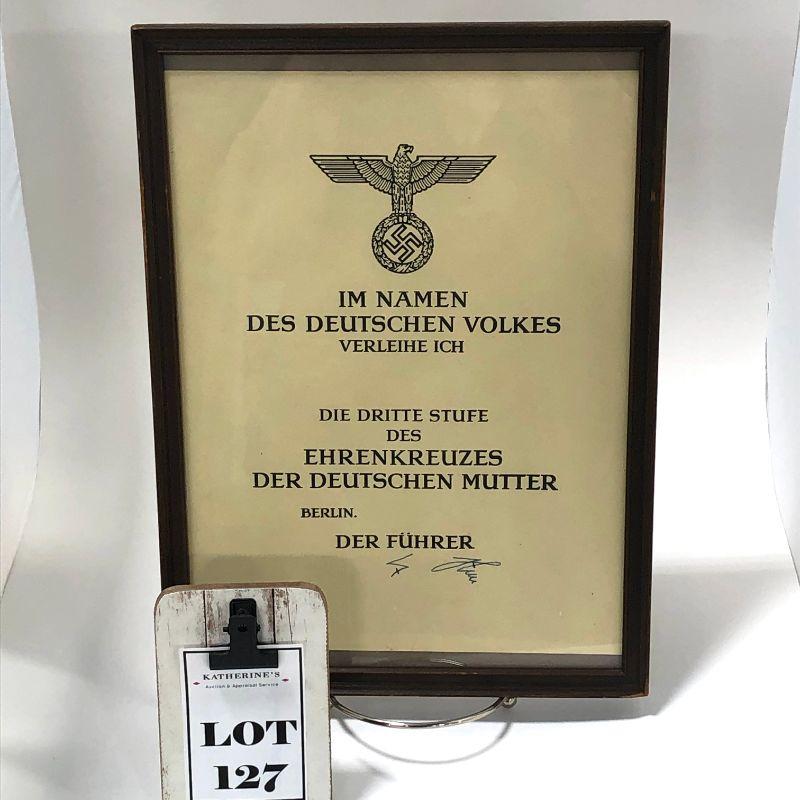 IM NAMEN
DES DEUTSCHEN VOLKES
VERLEIHE ICH
DIE DRITTE STUFE
DES
EHRENKREUZES
DER DEUTSCHEN MUTTER
BERLIN.
DER FÜHRER
KATHERINE'S
Auction & Appraisal Service
LOT
127